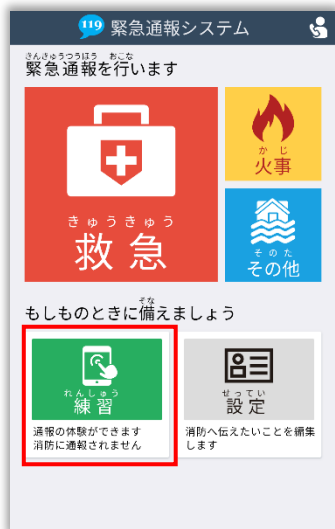 119 緊急通報システム
きんきゅうつうほう おこな
緊急通報を行います
きゅうきゅう
救急
かじ
火事
そのた
その他
そな
もしものときに備えましょう
れんしゅう
練習
通報の体験ができます
消防に通報されません
せってい
設定
消防へ伝えたいことを編集
します